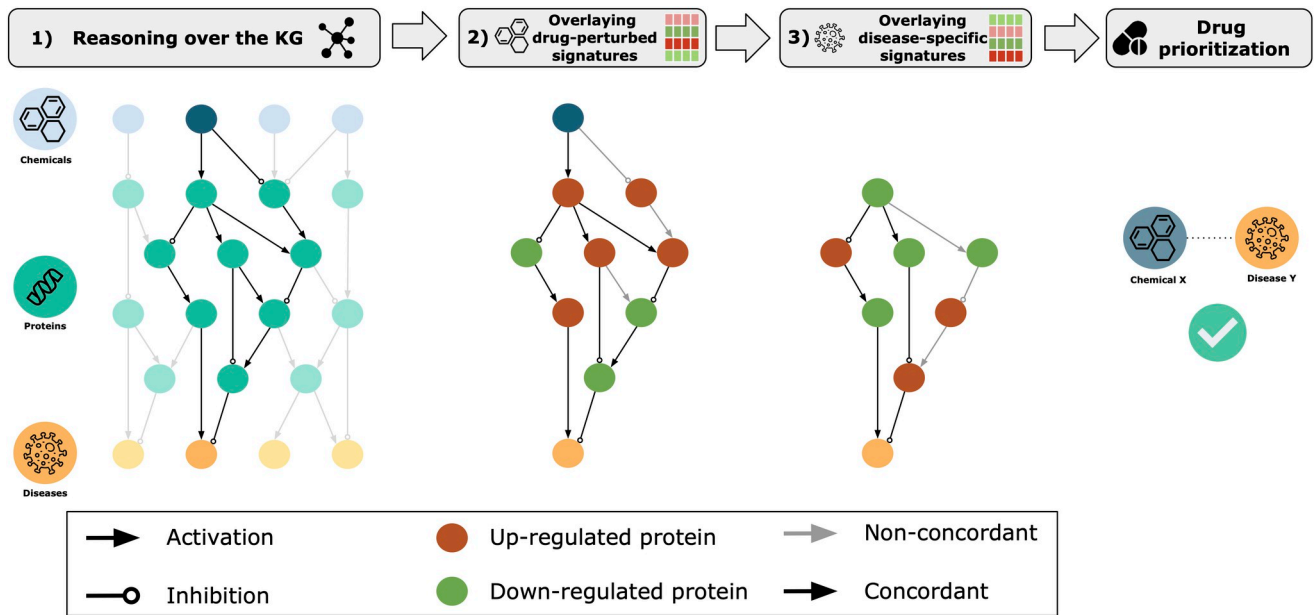 1) Reasoning over the KG
2) Overlaying
drug-perturbed
signatures
3) Overlaying
disease-specific
signatures
Drug
prioritization
Chemicals
Proteins
Diseases
Chemical X
Disease Y
Activation
Up-regulated protein
Non-concordant
Inhibition
Down-regulated protein
Concordant